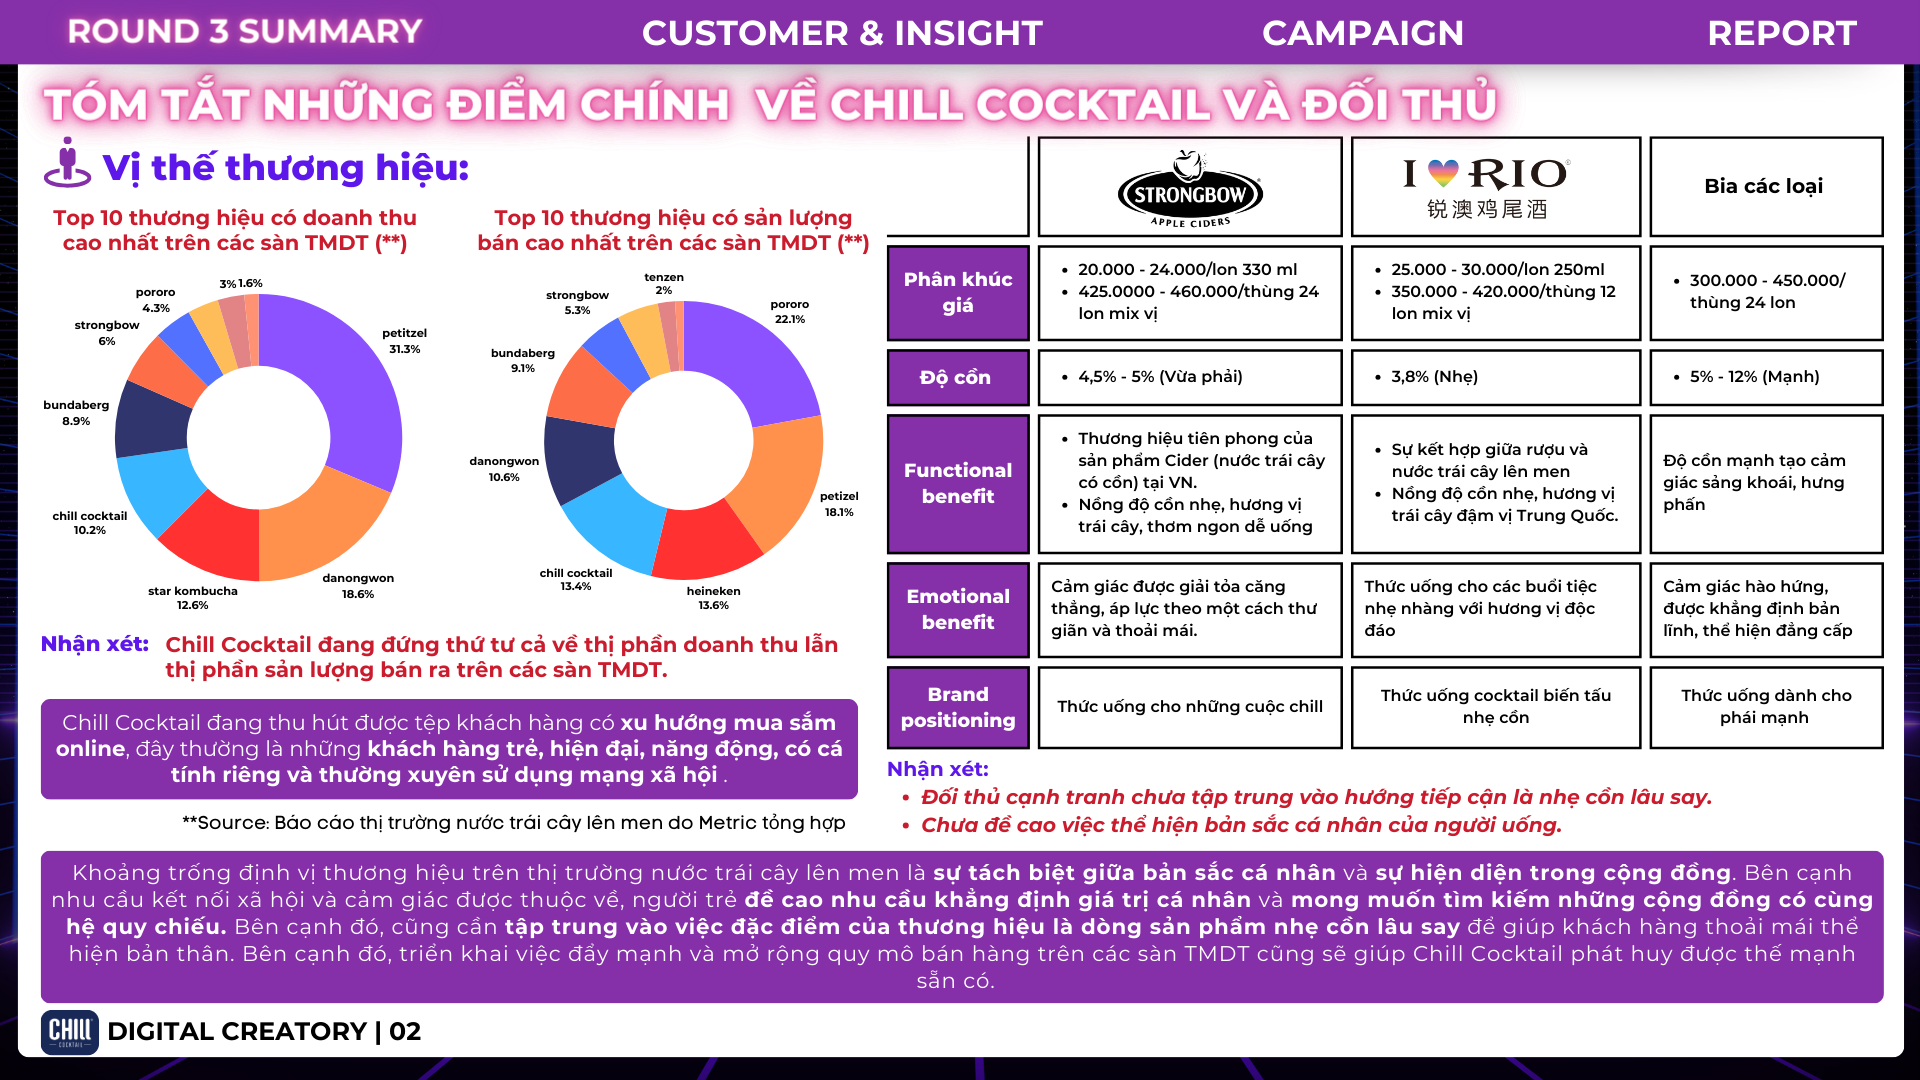 ROUND 3 SUMMARY
CUSTOMER & INSIGHT
CAMPAIGN
REPORT
TÓM TẮT NHỮNG ĐIỂM CHÍNH VỀ CHILL COCKTAIL VÀ ĐỐI THỦ
Vị thế thương hiệu:
Top 10 thương hiệu có doanh thu
cao nhất trên các sàn TMDT (**)
3% 1.6%
pororo
4.3%
strongbow
6%
petitzel
31.3%
bundaberg
8.9%
chill cocktail
10.2%
danongwon
18.6%
star kombucha
12.6%
Top 10 thương hiệu có sản lượng
bán cao nhất trên các sàn TMDT (**)
tenzen
2%
strongbow
5.3%
pororo
22.1%
bundaberg
9.1%
danongwon
10.6%
petizel
18.1%
chill cocktail
13.4%
heineken
13.6%
Nhận xét:
Chill Cocktail đang đứng thứ tư cả về thị phần doanh thu lẫn
thị phần sản lượng bán ra trên các sàn TMDT.
Chill Cocktail đang thu hút được tệp khách hàng có xu hướng mua sắm
online, đây thường là những khách hàng trẻ, hiện đại, năng động, có cá
tính riêng và thường xuyên sử dụng mạng xã hội .
**Source: Báo cáo thị trường nước trái cây lên men do Metric tổng hợp
STRONGBOW
APPLE CIDERS
I RIO
锐澳鸡尾酒
Bia các loại
Phân khúc
giá
• 20.000 - 24.000/lon 330 ml
• 425.0000 - 460.000/thùng 24
lon mix vị
• 25.000 - 30.000/lon 250ml
• 350.000 - 420.000/thùng 12
lon mix vị
• 300.000 - 450.000/
thùng 24 lon
Độ cồn
• 4,5% - 5% (Vừa phải)
• 3,8% (Nhẹ)
• 5% - 12% (Mạnh)
Functional
benefit
• Thương hiệu tiên phong của
sản phẩm Cider (nước trái cây
có cồn) tại VN.
• Nồng độ cồn nhẹ, hương vị
trái cây, thơm ngon dễ uống
• Sự kết hợp giữa rượu và
nước trái cây lên men
• Nồng độ cồn nhẹ, hương vị
trái cây đậm vị Trung Quốc.
Độ cồn mạnh tạo cảm
giác sảng khoái, hưng
phấn
Emotional
benefit
Cảm giác được giải tỏa căng
thẳng, áp lực theo một cách thư
giãn và thoải mái.
Thức uống cho các buổi tiệc
nhẹ nhàng với hương vị độc
đáo
Cảm giác hào hứng,
được khẳng định bản
lĩnh, thể hiện đẳng cấp
Brand
positioning
Thức uống cho những cuộc chill
Thức uống cocktail biến tấu
nhẹ cồn
Thức uống dành cho
phái mạnh
Nhận xét:
• Đối thủ cạnh tranh chưa tập trung vào hướng tiếp cận là nhẹ cồn lâu say.
• Chưa đề cao việc thể hiện bản sắc cá nhân của người uống.
Khoảng trống định vị thương hiệu trên thị trường nước trái cây lên men là sự tách biệt giữa bản sắc cá nhân và sự hiện diện trong cộng đồng. Bên cạnh
nhu cầu kết nối xã hội và cảm giác được thuộc về, người trẻ đề cao nhu cầu khẳng định giá trị cá nhân và mong muốn tìm kiếm những cộng đồng có cùng
hệ quy chiếu. Bên cạnh đó, cũng cần tập trung vào việc đặc điểm của thương hiệu là dòng sản phẩm nhẹ cồn lâu say để giúp khách hàng thoải mái thể
hiện bản thân. Bên cạnh đó, triển khai việc đẩy mạnh và mở rộng quy mô bán hàng trên các sàn TMDT cũng sẽ giúp Chill Cocktail phát huy được thế mạnh
sẵn có.
CHILL
COCKTAIL
DIGITAL CREATORY | 02